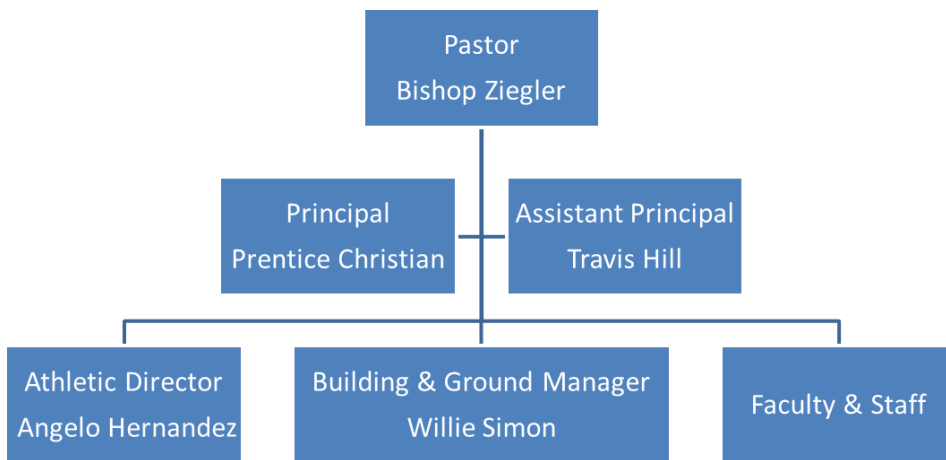 Pastor
Bishop Ziegler
Principal
Prentice Christian
Assistant Principal
Travis Hill
Athletic Director
Angelo Hernandez
Building & Ground Manager
Willie Simon
Faculty & Staff